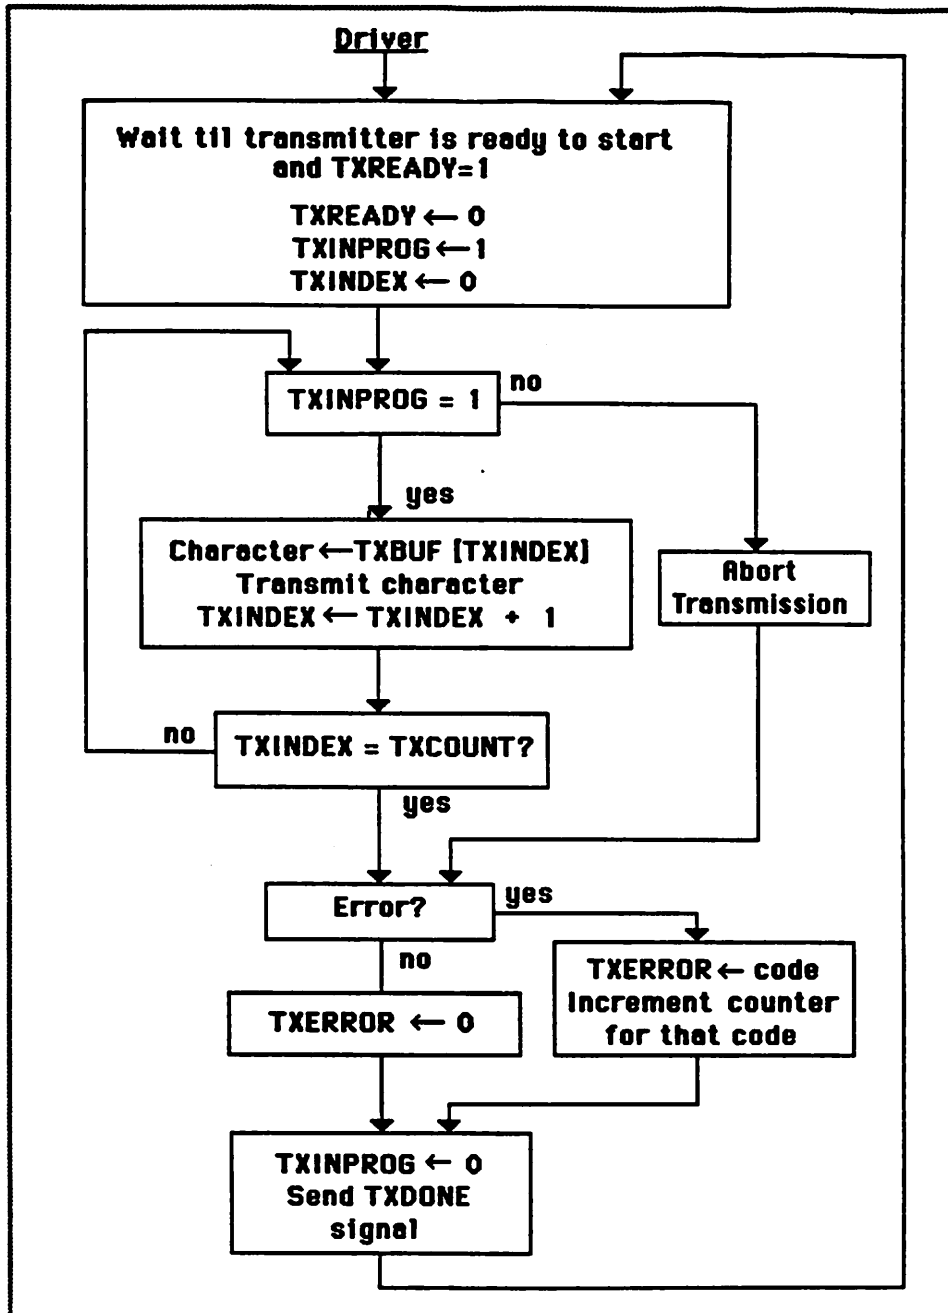 Driver
Wait til transmitter is ready to start
and TXREADY=1
TXREADY ← 0
TXINPROG ← 1
TXINDEX ← 0
TXINPROG = 1
no
yes
Character ← TXBUF [TXINDEX]
Transmit character
TXINDEX ← TXINDEX + 1
Abort
Transmission
no
TXINDEX = TXCOUNT?
yes
Error?
yes
no
TXERROR ← code
Increment counter
for that code
TXERROR ← 0
TXINPROG ← 0
Send TXDONE
signal